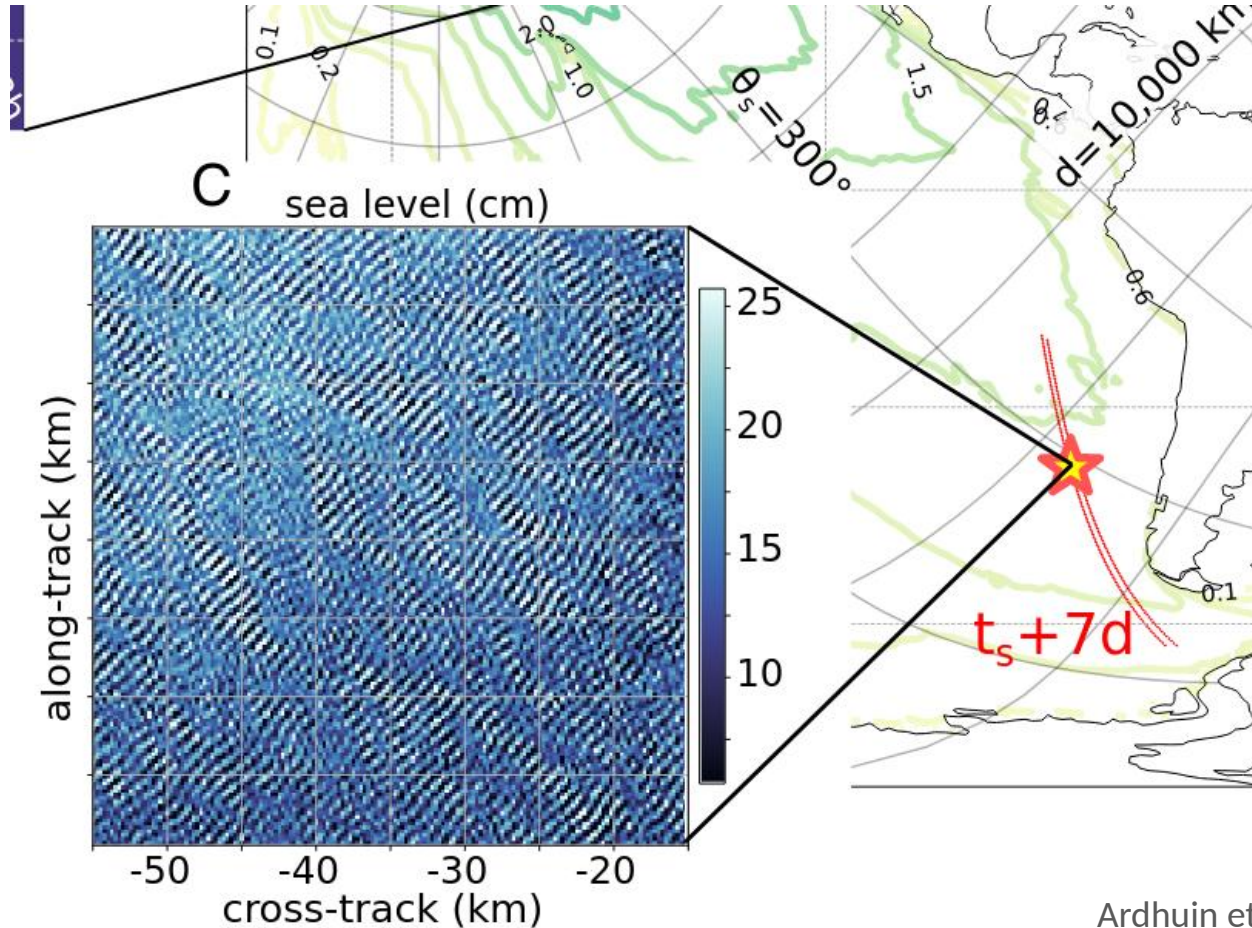 0.1
0.2
2.0
1.0
θs=300°
1.5
d=10,000 km
0.6
C
sea level (cm)
25
20
15
10
along-track (km)
-50 -40 -30 -20
cross-track (km)
ts+7d
0.1
Ardhuin et